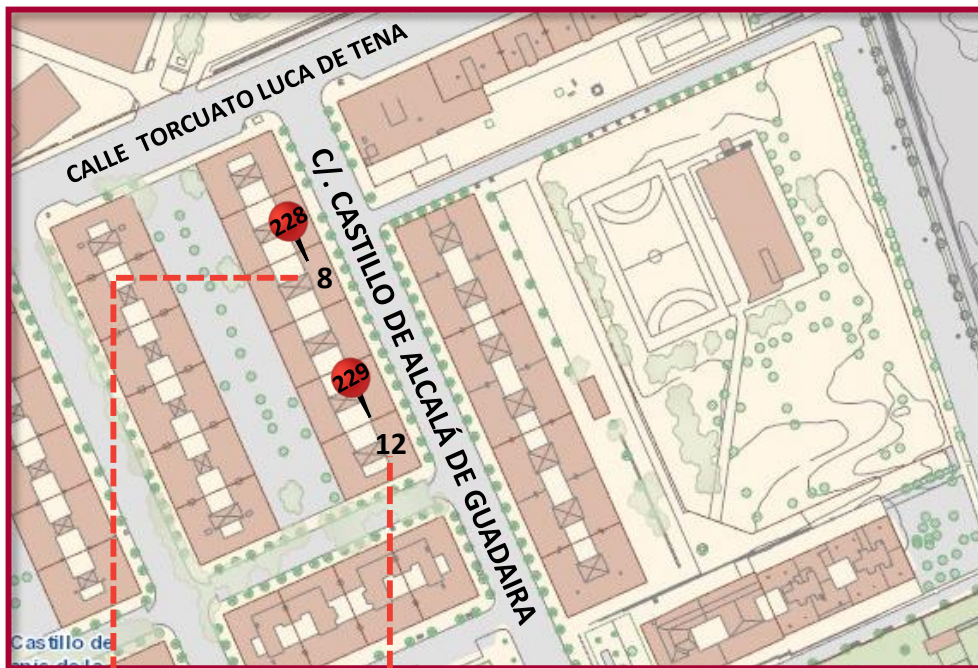 CALLE TORCUATO LUCA DE TENA
C/. CASTILLO DE ALCALÁ DE GUADAIRA
228
8
229
12
Castillo de